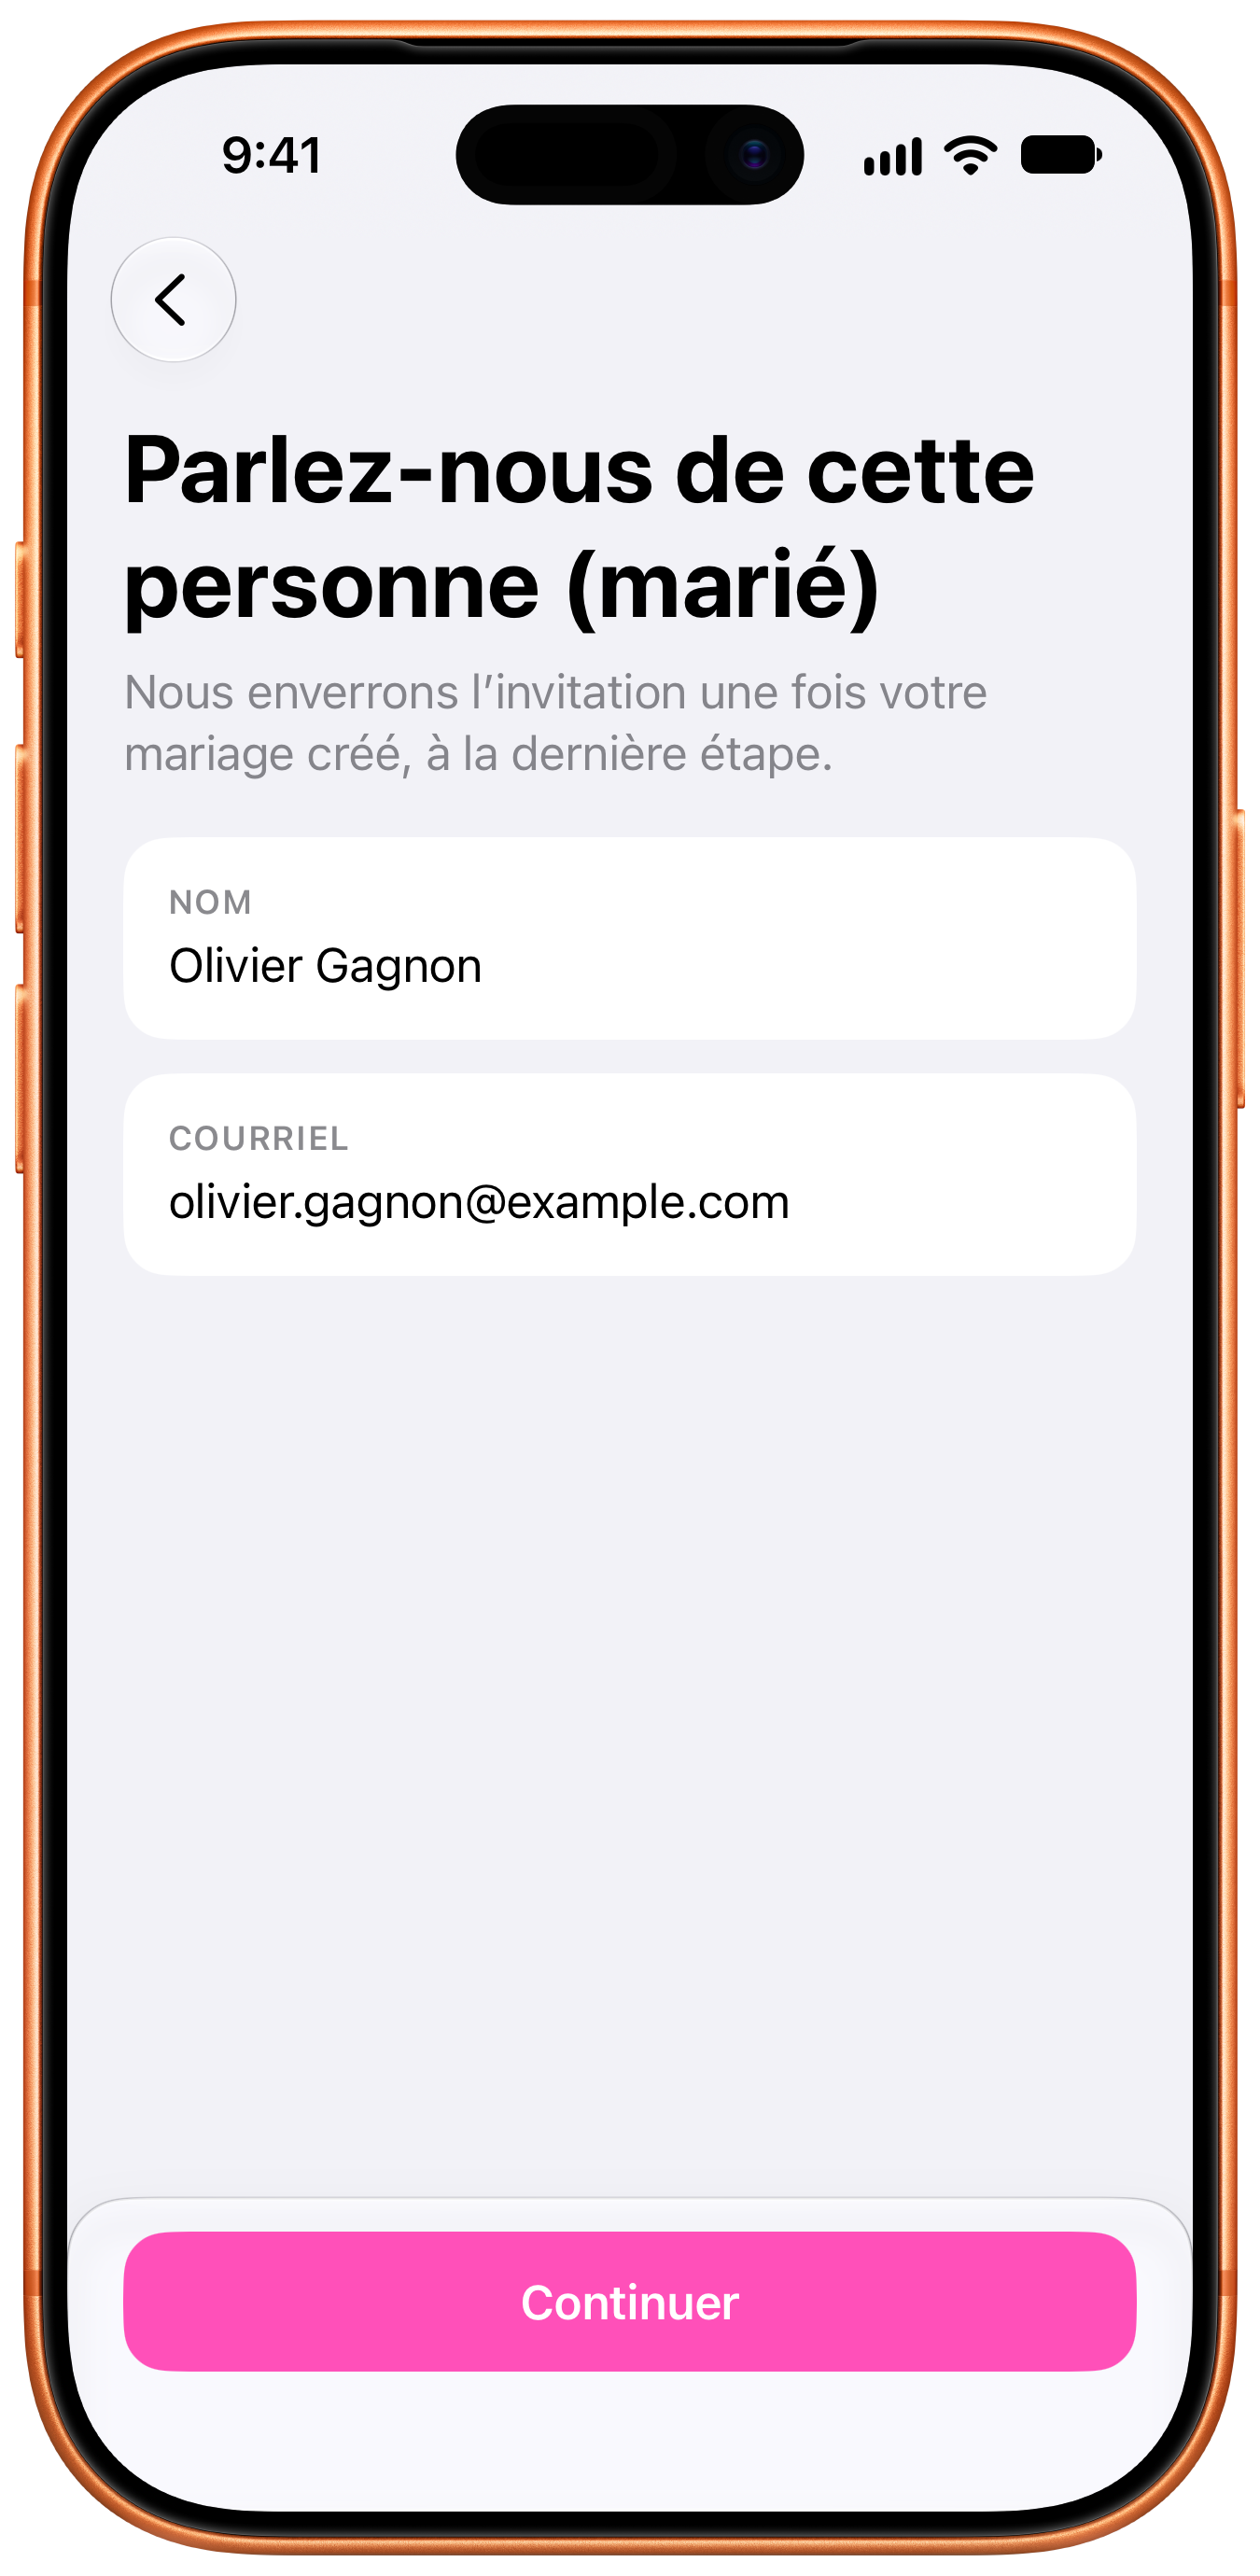 9:41
Parlez-nous de cette
personne (marié)
Nous enverrons l’invitation une fois votre
mariage créé, à la dernière étape.
NOM
Olivier Gagnon
COURRIEL
olivier.gagnon@example.com
Continuer